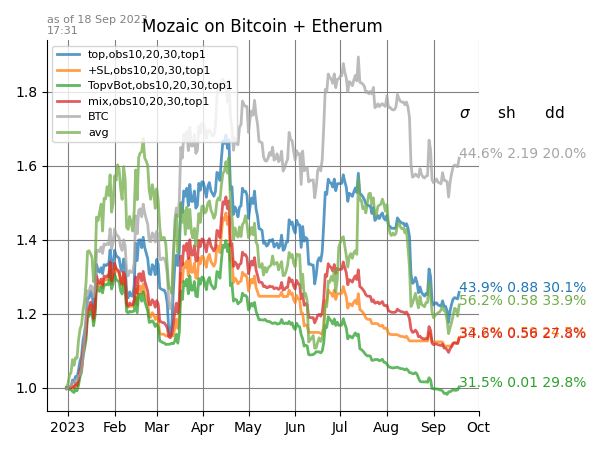 as of 18 Sep 2023
17:31
Mozaic on Bitcoin + Etherum
top,obs10,20,30,top1
+SL,obs10,20,30,top1
TopvBot,obs10,20,30,top1
mix,obs10,20,30,top1
BTC
avg
σ sh dd
44.6% 2.19 20.0%
43.9% 0.88 30.1%
56.2% 0.58 33.9%
0.56
31.5% 0.01 29.8%
1.8
1.6
1.4
1.2
1.0
2023 Feb Mar Apr May Jun Jul Aug Sep Oct